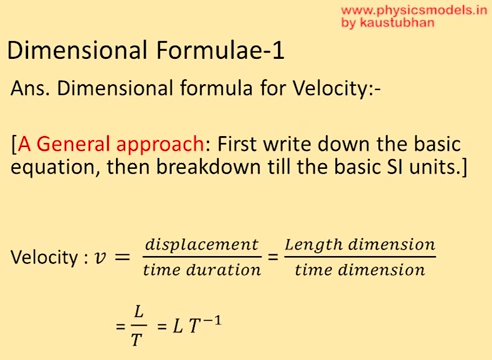 www.physicsmodels.in
by kaustubhan
Dimensional Formulae-1
Ans. Dimensional formula for Velocity:-
[A General approach: First write down the basic
equation, then breakdown till the basic SI units.]
Velocity : v = displacement / time duration = Length dimension / time dimension
= L / T = L T⁻¹